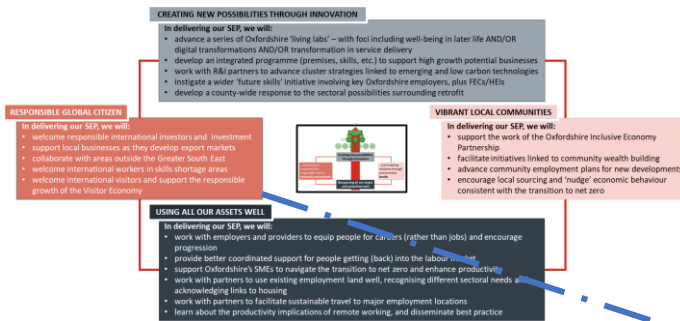 CREATING NEW POSSIBILITIES THROUGH INNOVATION
In delivering our SEP, we will:
• advance a series of Oxfordshire ‘living labs’ – with foci including well-being in later life AND/OR
digital transformations AND/OR transformation in service delivery
• develop an integrated programme (premises, skills, etc.) to support high growth potential businesses
• work with R&I partners to advance cluster strategies linked to emerging and low carbon technologies
• instigate a wider ‘future skills’ initiative involving key Oxfordshire employers, plus FECs/HEIs
• develop a county-wide response to the sectoral possibilities surrounding retrofit
RESPONSIBLE GLOBAL CITIZEN
In delivering our SEP, we will:
• welcome responsible international investors and investment
• support local businesses as they develop export markets
• collaborate with areas outside the Greater South East
• welcome international workers in skills shortage areas
• welcome international visitors and support the responsible
growth of the Visitor Economy
VIBRANT LOCAL COMMUNITIES
In delivering our SEP, we will:
• support the work of the Oxfordshire Inclusive Economy
Partnership
• facilitate initiatives linked to community wealth building
• advance community employment plans for new developments
• encourage local sourcing and ‘nudge’ economic behaviour
consistent with the transition to net zero
USING ALL OUR ASSETS WELL
In delivering our SEP, we will:
• work with employers and providers to equip people for careers (rather than jobs) and encourage
progression
• provide better coordinated support for people getting (back) into the labour market
• support Oxfordshire’s SMEs to navigate the transition to net zero and enhance productivity
• work with partners to use existing employment land well, recognising different sectoral needs
acknowledging links to housing
• work with partners to facilitate sustainable travel to major employment locations
• learn about the productivity implications of remote working, and disseminate best practice